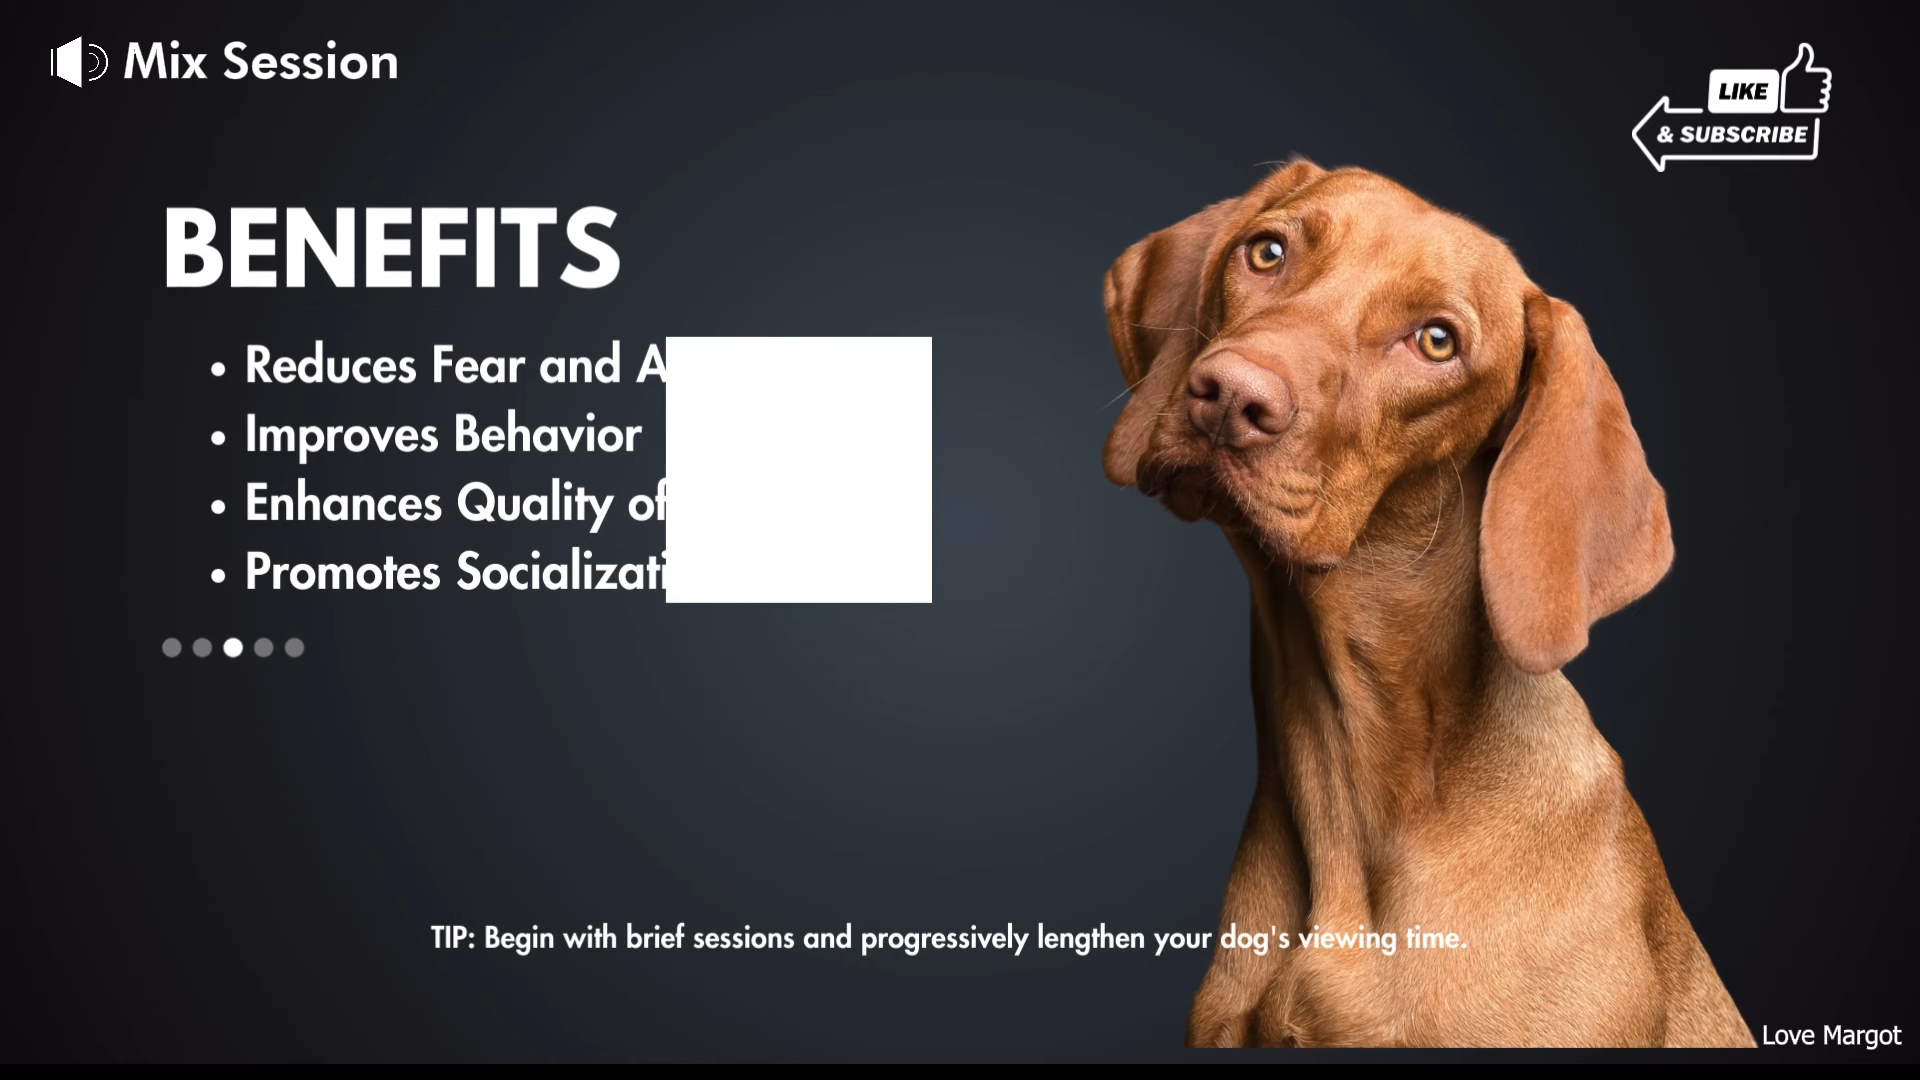 Mix Session
LIKE
& SUBSCRIBE
BENEFITS
• Reduces Fear and
• Improves Behavior
• Enhances Quality of
• Promotes
TIP: Begin with brief sessions and progressively lengthen your dog's viewing time.
Love Margot